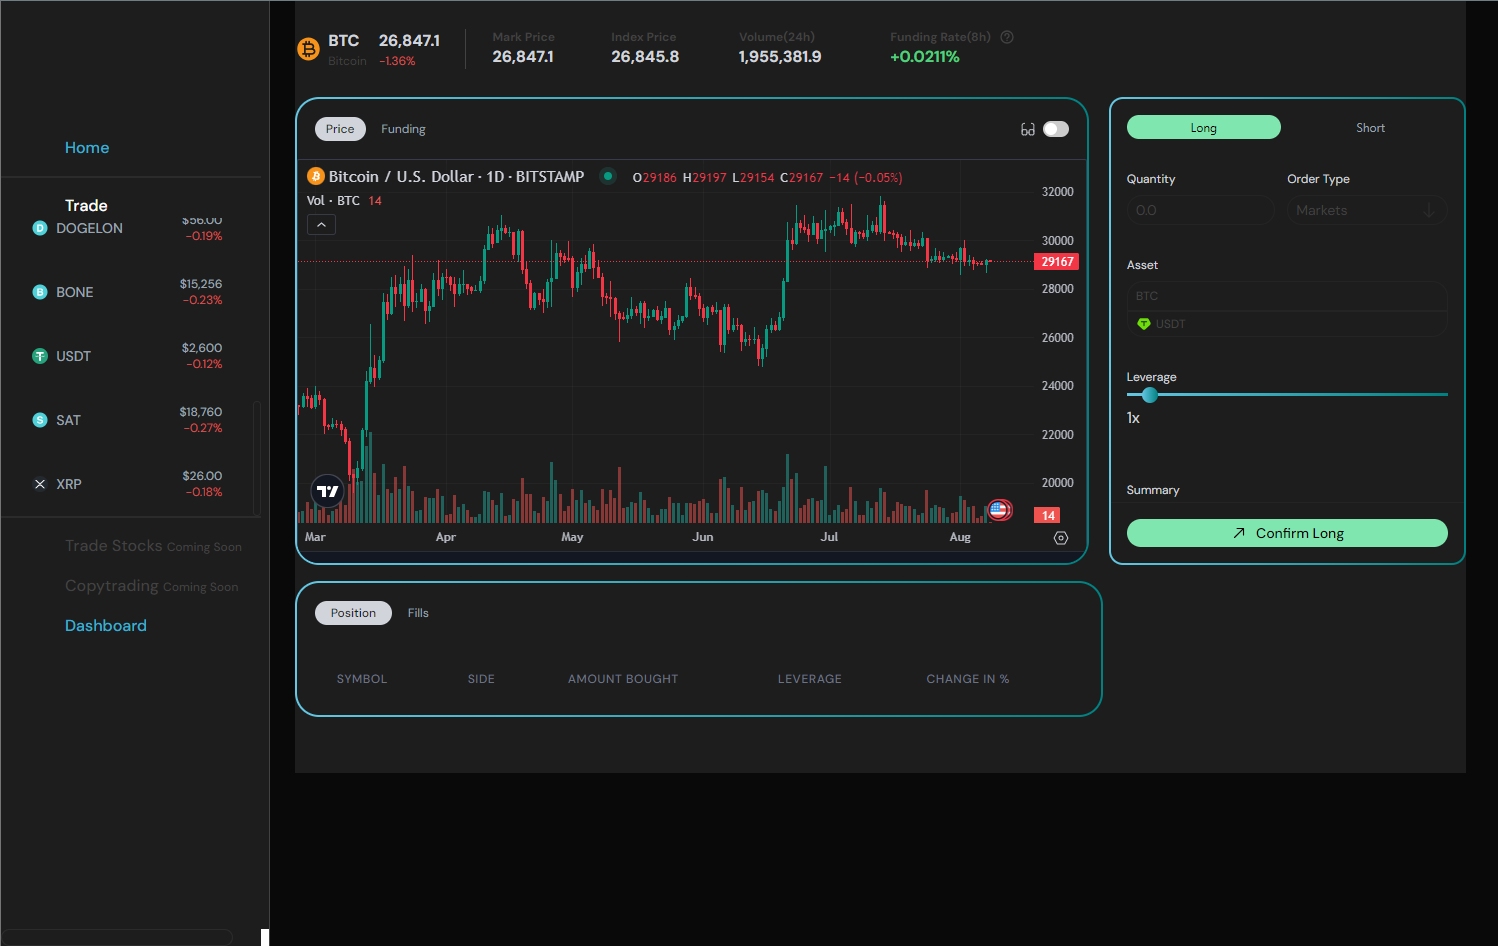 Home
Trade
$56.00
DOGELON
-0.19%
BONE
$15,256
-0.23%
USDT
$2,600
-0.12%
SAT
$18,760
-0.27%
XRP
$26.00
-0.18%
Trade Stocks Coming Soon
Copytrading Coming Soon
Dashboard
BTC 26,847.1
Bitcoin -1.36%
Mark Price
26,847.1
Index Price
26,845.8
Volume(24h)
1,955,381.9
Funding Rate(8h)
+0.0211%
Price Funding
Bitcoin / U.S. Dollar · 1D · BITSTAMP O29186 H29197 L29154 C29167 -14 (-0.05%)
Vol · BTC 14
32000
30000
29167
28000
26000
24000
22000
20000
14
Mar Apr May Jun Jul Aug
Long Short
Quantity Order Type
0.0 Markets
Asset
BTC
USDT
Leverage
1x
Summary
Confirm Long
Position Fills
SYMBOL SIDE AMOUNT BOUGHT LEVERAGE CHANGE IN %